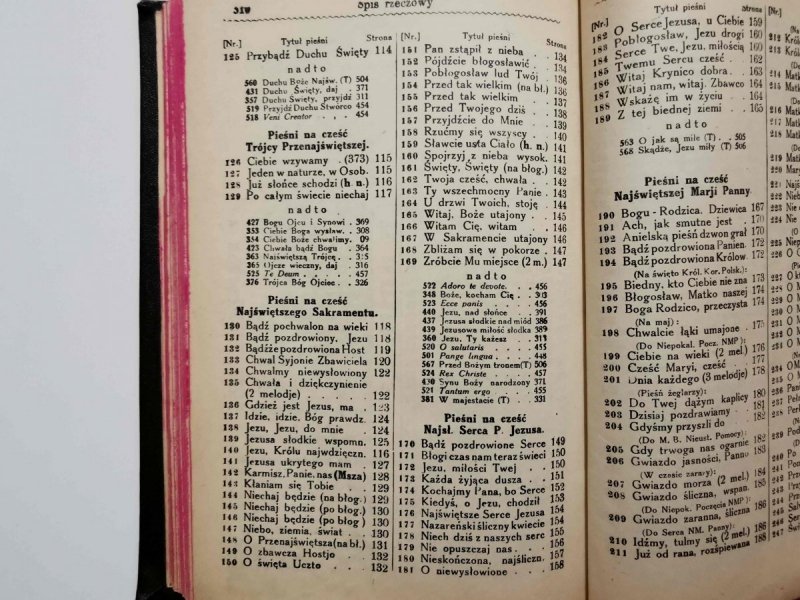 Spis rzeczowy
[Nr.] Tytuł pieśni Strona
125 Przybądź Duchu Święty 114
nadto
560 Duchu Boże Najśw. (T) 504
431 Duchu Święty, daj . 371
357 Duchu Święty, przyjdź 311
519 Przyjdź Duchu Stwórco 454
518 Veni Creator . . . 454
Pieśni na cześć
Trójcy Przenajświętszej.
126 Ciebie wzywamy . (373) 115
127 Jeden w naturze, w Osob. 115
128 Już słońce schodzi (h. n.) 116
129 Po całym świecie niechaj 117
nadto
427 Bogu Ojcu i Synowi . 369
353 Ciebie Boga wysław. . 308
354 Ciebie Boże chwalimy. 09
423 Chwała bądź Bogu . 364
363 Najświętszą Trójcę. .
365 Ojcze wieczny, daj . 316
525 Te Deum . . . . . 457
376 Trójca Bóg Ojciec . . 326
Pieśni na cześć
Najświętszego Sakramentu.
130 Bądź pochwalon na wieki 118
131 Bądź pozdrowiony, Jezu 118
132 Bądźże pozdrowiona Host 119
133 Chwal Syjonie Zbawiciela 120
134 Chwalmy niewysłowiony 122
135 Chwała i dziękczynienie
(2 melodje) . . . . 122
136 Gdzież jest Jezus, ma . 123
137 Idzie, idzie, Bóg prawdz. 124
138 Jezu, Jezu, do mnie . 124
139 Jezusa słodkie wspomn. 125
140 Jezu, Królu najwdzięczn. 116
141 Jezusa ukrytego mam . 127
142 Karmisz, Panie, nas (Msza) 128
143 Kłaniam się Tobie . . 129
144 Niechaj będzie (na błog.) 129
145 Niechaj będzie (po błog.) 130
146 Niechaj będzie (po błog) 130
147 Niebo, ziemia, świat . . 130
148 O Przenajświętsza (na bł.) 131
149 O zbawcza Hostjo . . 132
150 O święta Uczto . . . 132
[Nr.] Tytuł pieśni Strona
151 Pan zstąpił z nieba . . 134
152 Pójdźcie błogosławić . 134
153 Pobłogosław lud Twój . 136
154 Przed tak wielkim (na bł.) 136
155 Przed tak wielkim . . 137
156 Przed Twojego dziś . . 138
157 Przyjdźcie do Mnie . . 139
158 Rzućmy się wszyscy . 140
159 Sławcie usta Ciało (h. n.) 141
160 Spojrzyj z nieba wysok. 141
161 Święty, Święty (na błog.) 142
162 Twoja cześć, chwała . . 142
163 Ty wszechmocny Panie . 143
164 U drzwi Twoich, stoję . 144
165 Witaj, Boże utajony . . 145
166 Witam Cię, witam . . 146
167 W Sakramencie utajony 146
168 Zbliżam się w pokorze . 147
169 Zróbcie Mu miejsce (2 m.) 147
nadto
522 Adoro te devote. . . . 456
348 Boże, kocham Cię . .
523 Ecce panis . . . . . 456
440 Jezu, nad słońce . . . 391
437 Jezusa słodkie nad miód 386
439 Jezusowa miłość słodka 389
360 Jezu, Ty każesz . . . 313
520 O salutaris . . . . . 455
501 Pange lingua . . . . 448
567 Przed Bożym tronem(T) 506
524 Rex Christe . . . . . 457
430 Synu Boży narodzony 371
521 Tantum ergo . . . . 455
381 W majestacie (T) . . . 331
Pieśni na cześć
Najsł. Serca P. Jezusa.
170 Bądź pozdrowione Serce 149
171 Błogi czas nam teraz świeci 150
172 Jezu, miłości Twej . . 150
173 Każda żyjąca dusza . . 151
174 Kochajmy Pana, bo Serce 152
175 Kiedyś, o Jezu, chodził 153
176 Najświętsze Serce Jezusa 154
177 Nazareński śliczny kwiecie 154
178 Niech dziś z naszych serc 155
179 Nie opuszczaj nas . . . 156
180 Nieskończona, najśliczn. 157
181 O niewysłowione . . . 158
[Nr.] Tytuł pieśni Strona
182 O Serce Jezusa, u Ciebie 159
183 Pobłogosław, Jezu drogi 160
184 Serce Twe, Jezu, miłością 160
185 Twemu Sercu cześć . . 162
186 Witaj Krynico dobra. . 163
187 Witaj nam, witaj, Zbawco 164
188 Wskażę im w życiu . . 164
189 Z tej biednej ziemi . . 165
nadto
563 O jak są miłe (T) . . 505
568 Skądże, Jezu miły (T) 506
Pieśni na cześć
Najświętszej Marji Panny.
190 Bogu - Rodzica. Dziewica 167
191 Ach, jak smutne jest . 170
192 Anielską pieśń dzwon grał 170
193 Bądź pozdrowiona Panien. 172
194 Bądź pozdrowiona Królow. 172
(Na święto Król. Kor. Polsk.):
195 Biedny, kto Ciebie nie zna 173
196 Błogosław, Matko naszej 174
197 Boga Rodzico, przeczysta 174
(Na maj):
198 Chwalcie łąki umajone .
(Do Niepokal. Pocz. NMP):
199 Ciebie na wieki (2 mel.) 176
200 Cześć Maryi, cześć . . 177
201 Dnia każdego (3 melodje) 178
(Pieśń żeglarzy):
202 Do Twej dążym kaplicy 180
203 Dzisiaj pozdrawiamy . 181
204 Gdyśmy przyszli do . 182
(Do M. B. Nieust. Pomocy):
205 Gdy trwoga nas ogarnie 182
206 Gwiazdo jasności, Panno 183
(W czasie zarazy):
207 Gwiazdo morza (2 mel.) 184
208 Gwiazdo śliczna, wspan. 185
(Do Niepok. Poczęcia NMP):
209 Gwiazdo zaranna, śliczna 186
(Do Serca NM. Panny):
210 Idźmy, tulmy się (2 mel.) 186
211 Już od rana, rozśpiewana 188